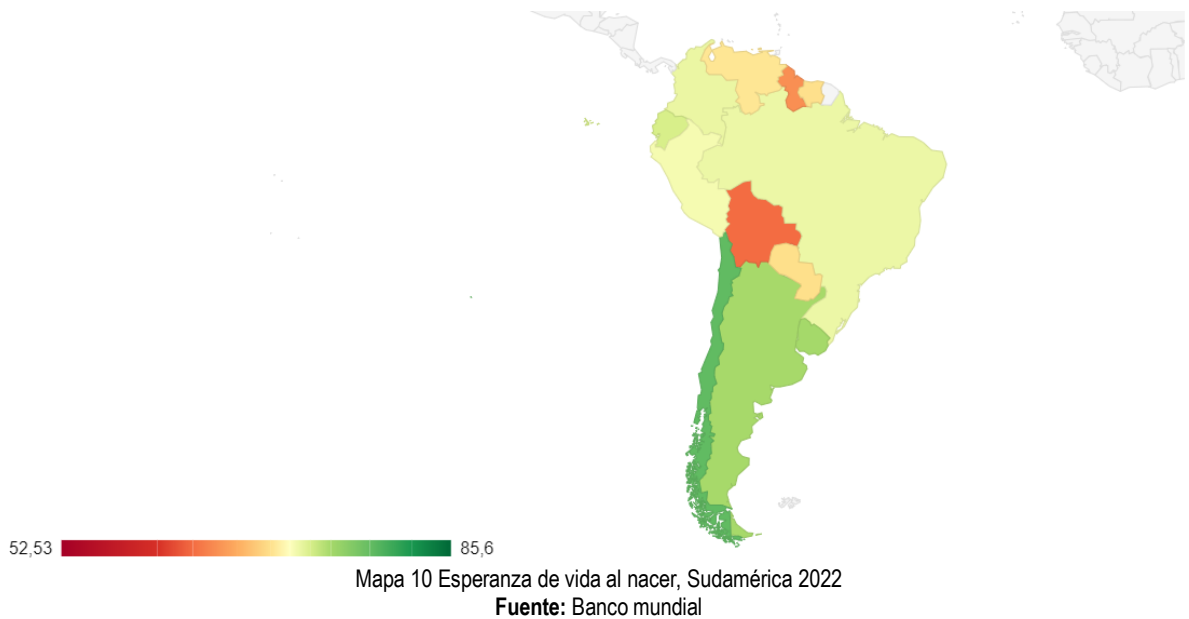 52,53
85,6
Mapa 10 Esperanza de vida al nacer, Sudamérica 2022
Fuente: Banco mundial